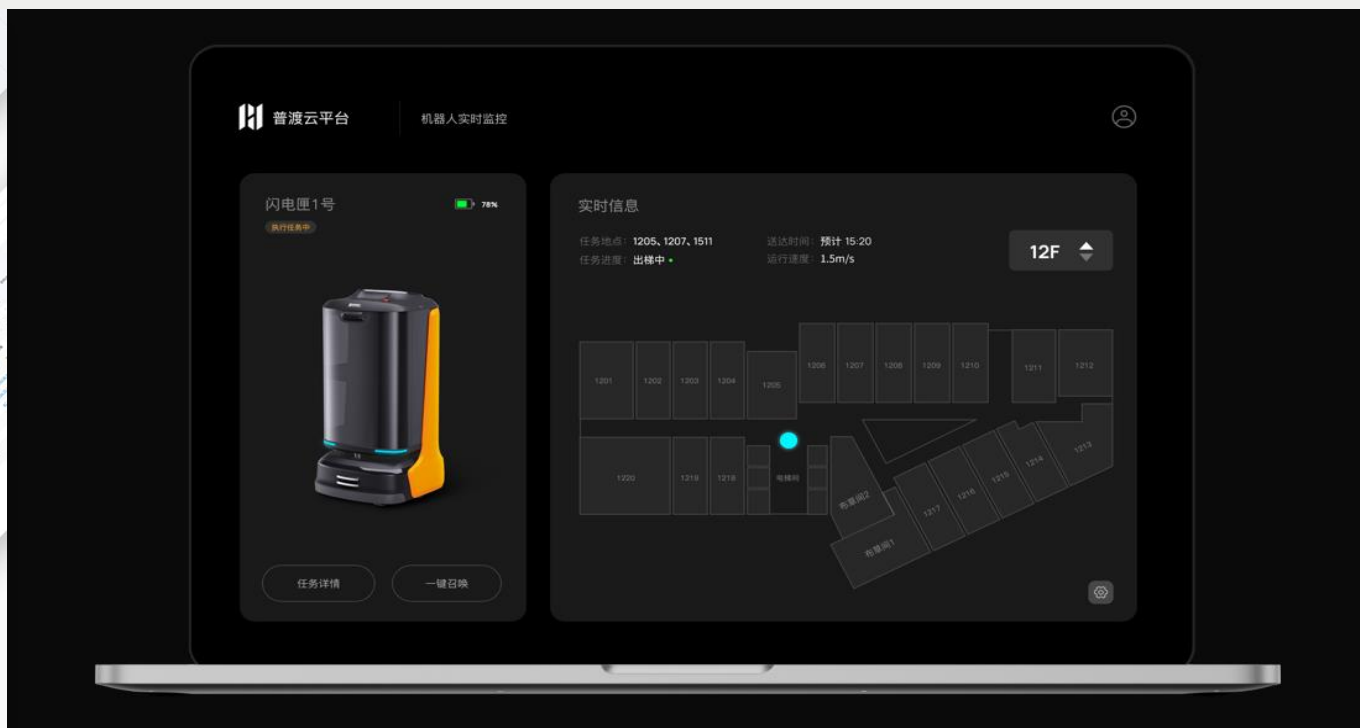 普渡云平台
机器人实时监控
闪电匣1号
78%
执行任务中
任务详情
一键召唤
实时信息
任务地点: 1205、1207、1511
送达时间: 预计 15:20
任务进度: 出梯中
运行速度: 1.5m/s
12F
1201
1202
1203
1204
1205
1206
1207
1208
1209
1210
1211
1212
1220
1219
1218
电梯间
布草间2
布草间1
1217
1216
1215
1214
1213